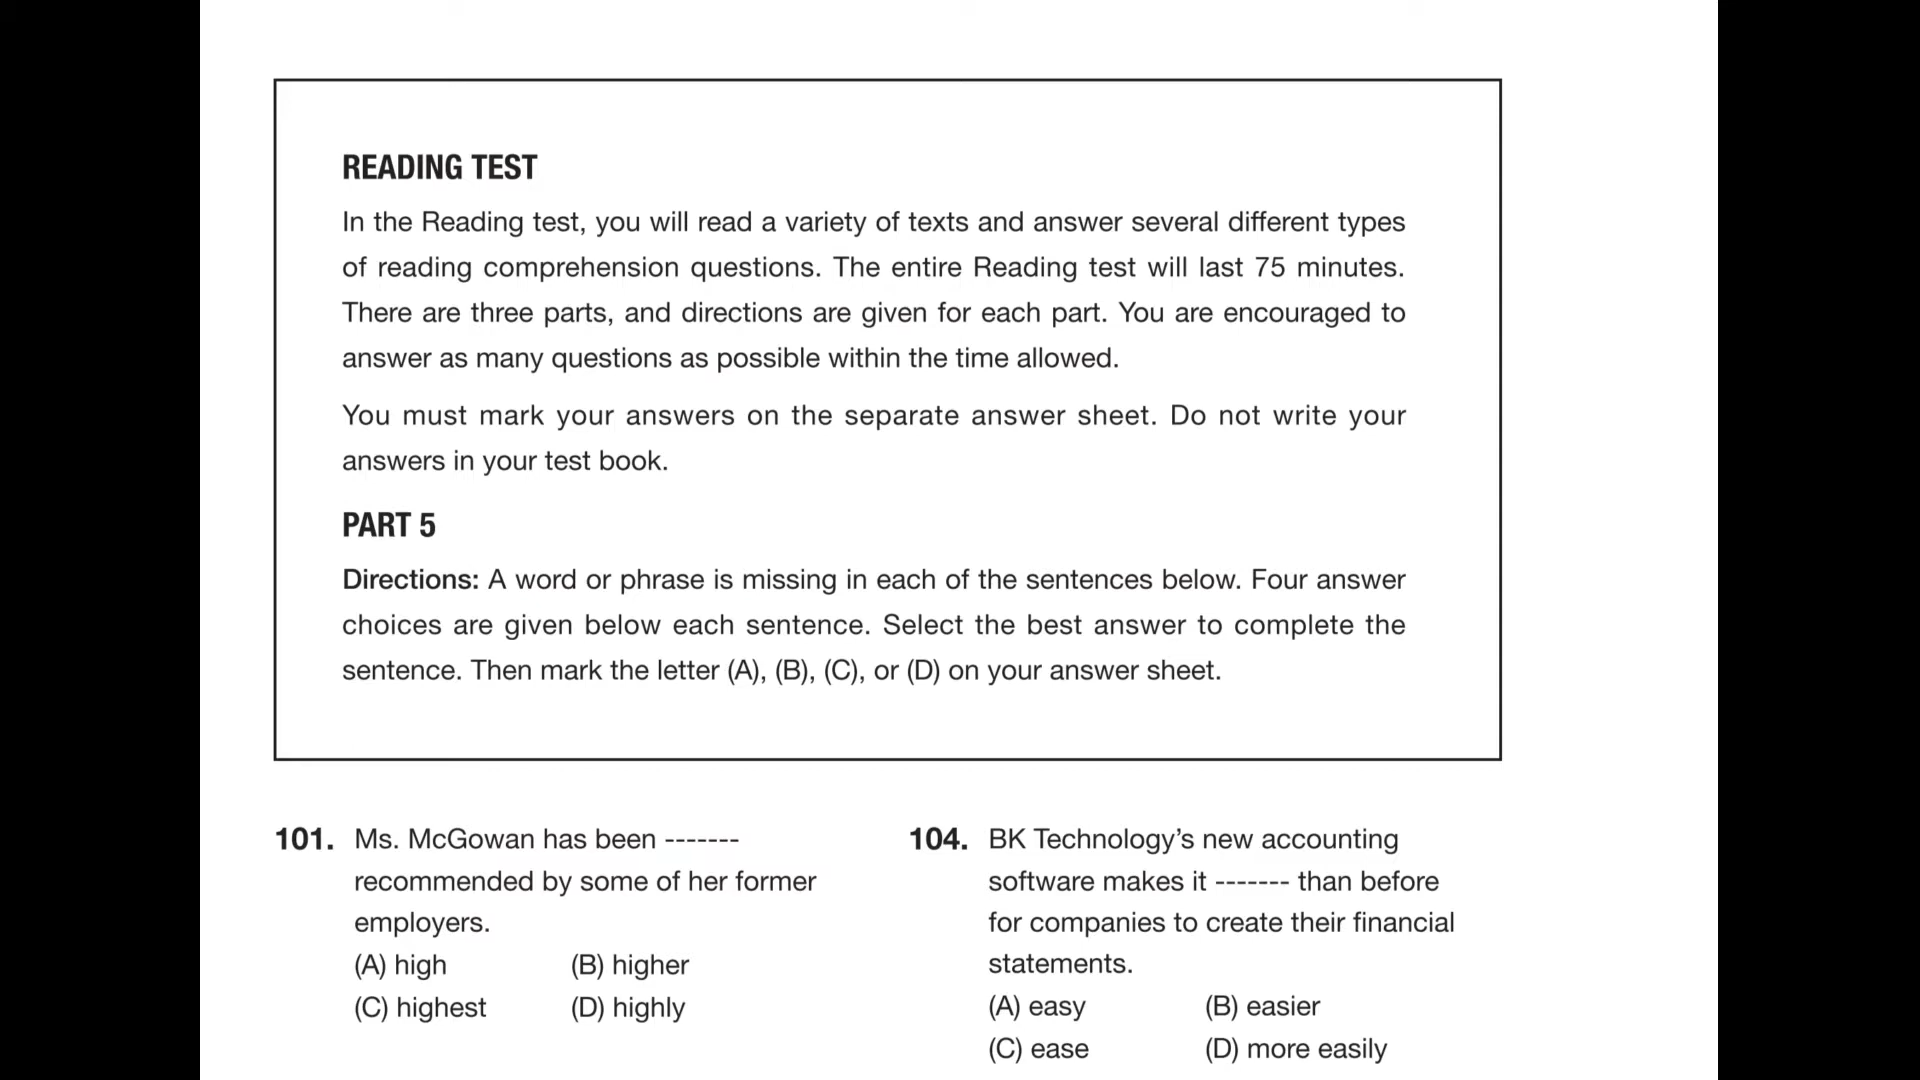 READING TEST
In the Reading test, you will read a variety of texts and answer several different types
of reading comprehension questions. The entire Reading test will last 75 minutes.
There are three parts, and directions are given for each part. You are encouraged to
answer as many questions as possible within the time allowed.
You must mark your answers on the separate answer sheet. Do not write your
answers in your test book.
PART 5
Directions: A word or phrase is missing in each of the sentences below. Four answer
choices are given below each sentence. Select the best answer to complete the
sentence. Then mark the letter (A), (B), (C), or (D) on your answer sheet.
101. Ms. McGowan has been -------
recommended by some of her former
employers.
(A) high (B) higher
(C) highest (D) highly
104. BK Technology’s new accounting
software makes it ------- than before
for companies to create their financial
statements.
(A) easy (B) easier
(C) ease (D) more easily